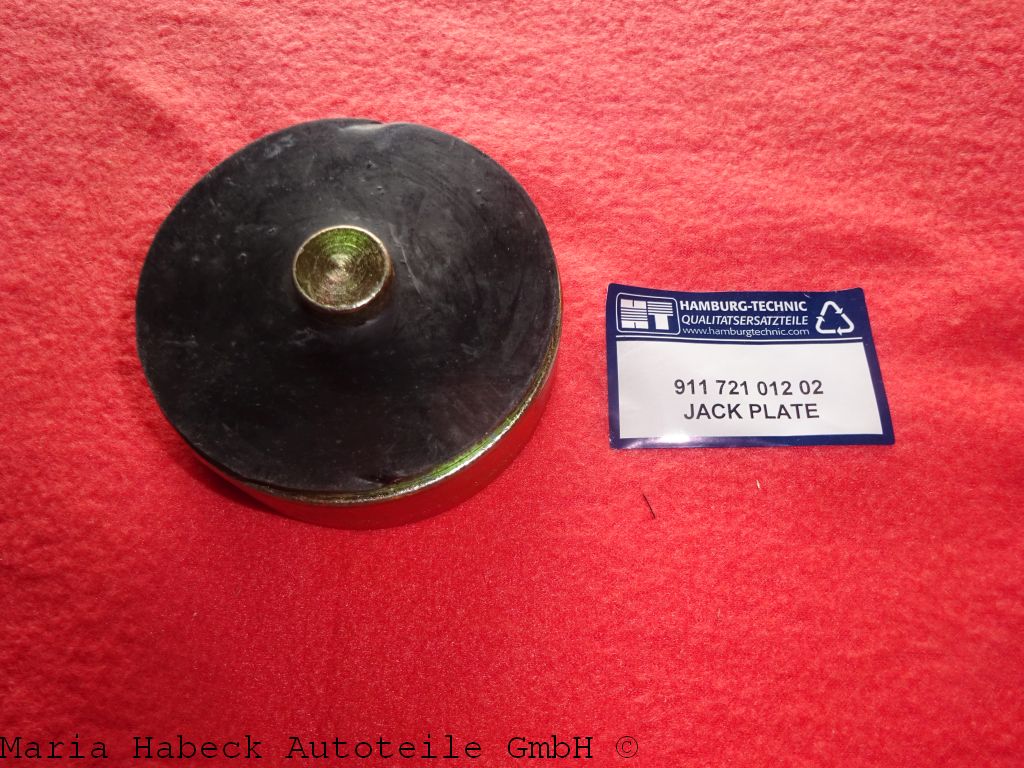 HT
HAMBURG-TECHNIC
QUALITATSERSATZTEILE
www.hamburgtechnic.com
911 721 012 02
JACK PLATE
Maria Habeck Autoteile GmbH ©